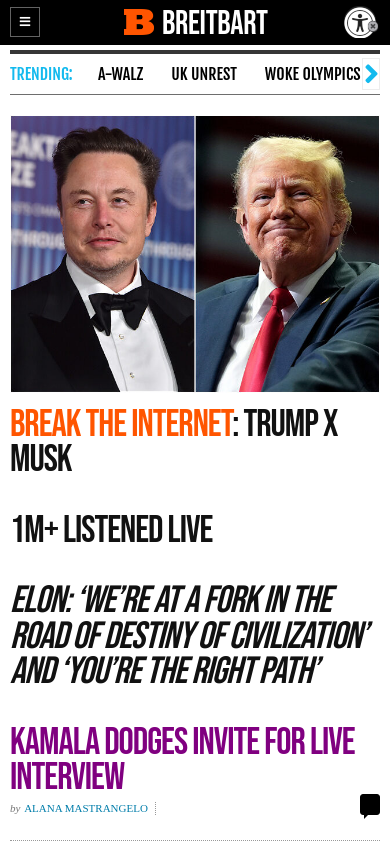 BREITBART
TRENDING: A-WALZ UK UNREST WOKE OLYMPICS
BREAK THE INTERNET: TRUMP X
MUSK
1M+ LISTENED LIVE
ELON: ‘WE’RE AT A FORK IN THE
ROAD OF DESTINY OF CIVILIZATION’
AND ‘YOU’RE THE RIGHT PATH’
KAMALA DODGES INVITE FOR LIVE
INTERVIEW
by ALANA MASTRANGELO